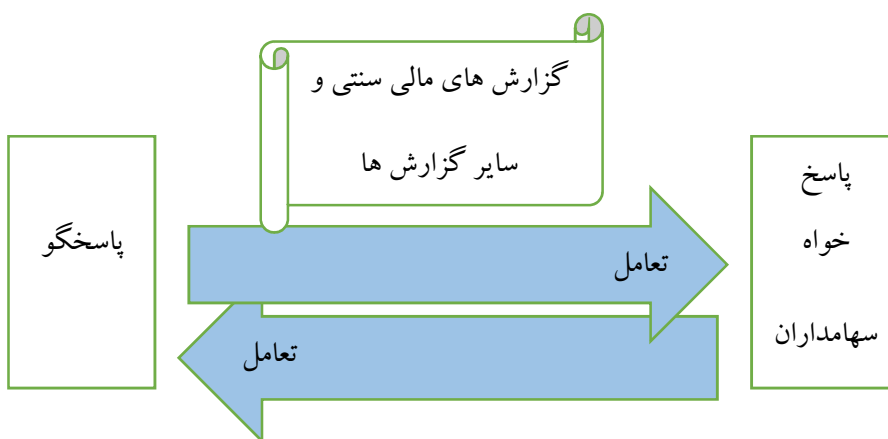 گزارش های مالی سنتی و
سایر گزارش ها
پاسخ
خواه
سهامداران
پاسخگو
تعامل
تعامل